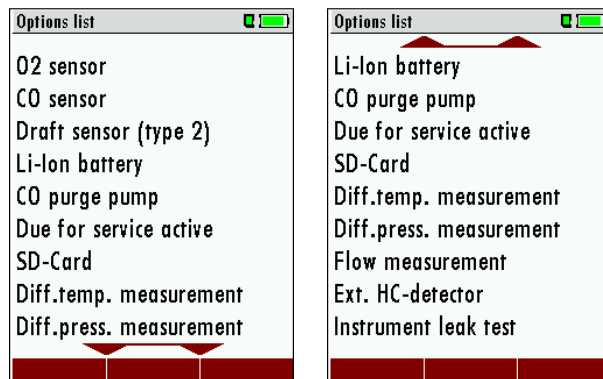 Options list
O2 sensor
CO sensor
Draft sensor (type 2)
Li-Ion battery
CO purge pump
Due for service active
SD-Card
Diff.temp. measurement
Diff.press. measurement
Options list
Li-Ion battery
CO purge pump
Due for service active
SD-Card
Diff.temp. measurement
Diff.press. measurement
Flow measurement
Ext. HC-detector
Instrument leak test